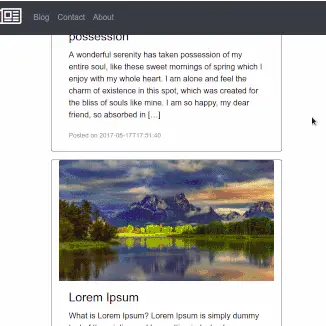 Blog Contact About
possession
A wonderful serenity has taken possession of my
entire soul, like these sweet mornings of spring which I
enjoy with my whole heart. I am alone and feel the
charm of existence in this spot, which was created for
the bliss of souls like mine. I am so happy, my dear
friend, so absorbed in […]
Posted on 2017-05-17T17:51:40
Lorem Ipsum
What is Lorem Ipsum? Lorem Ipsum is simply dummy